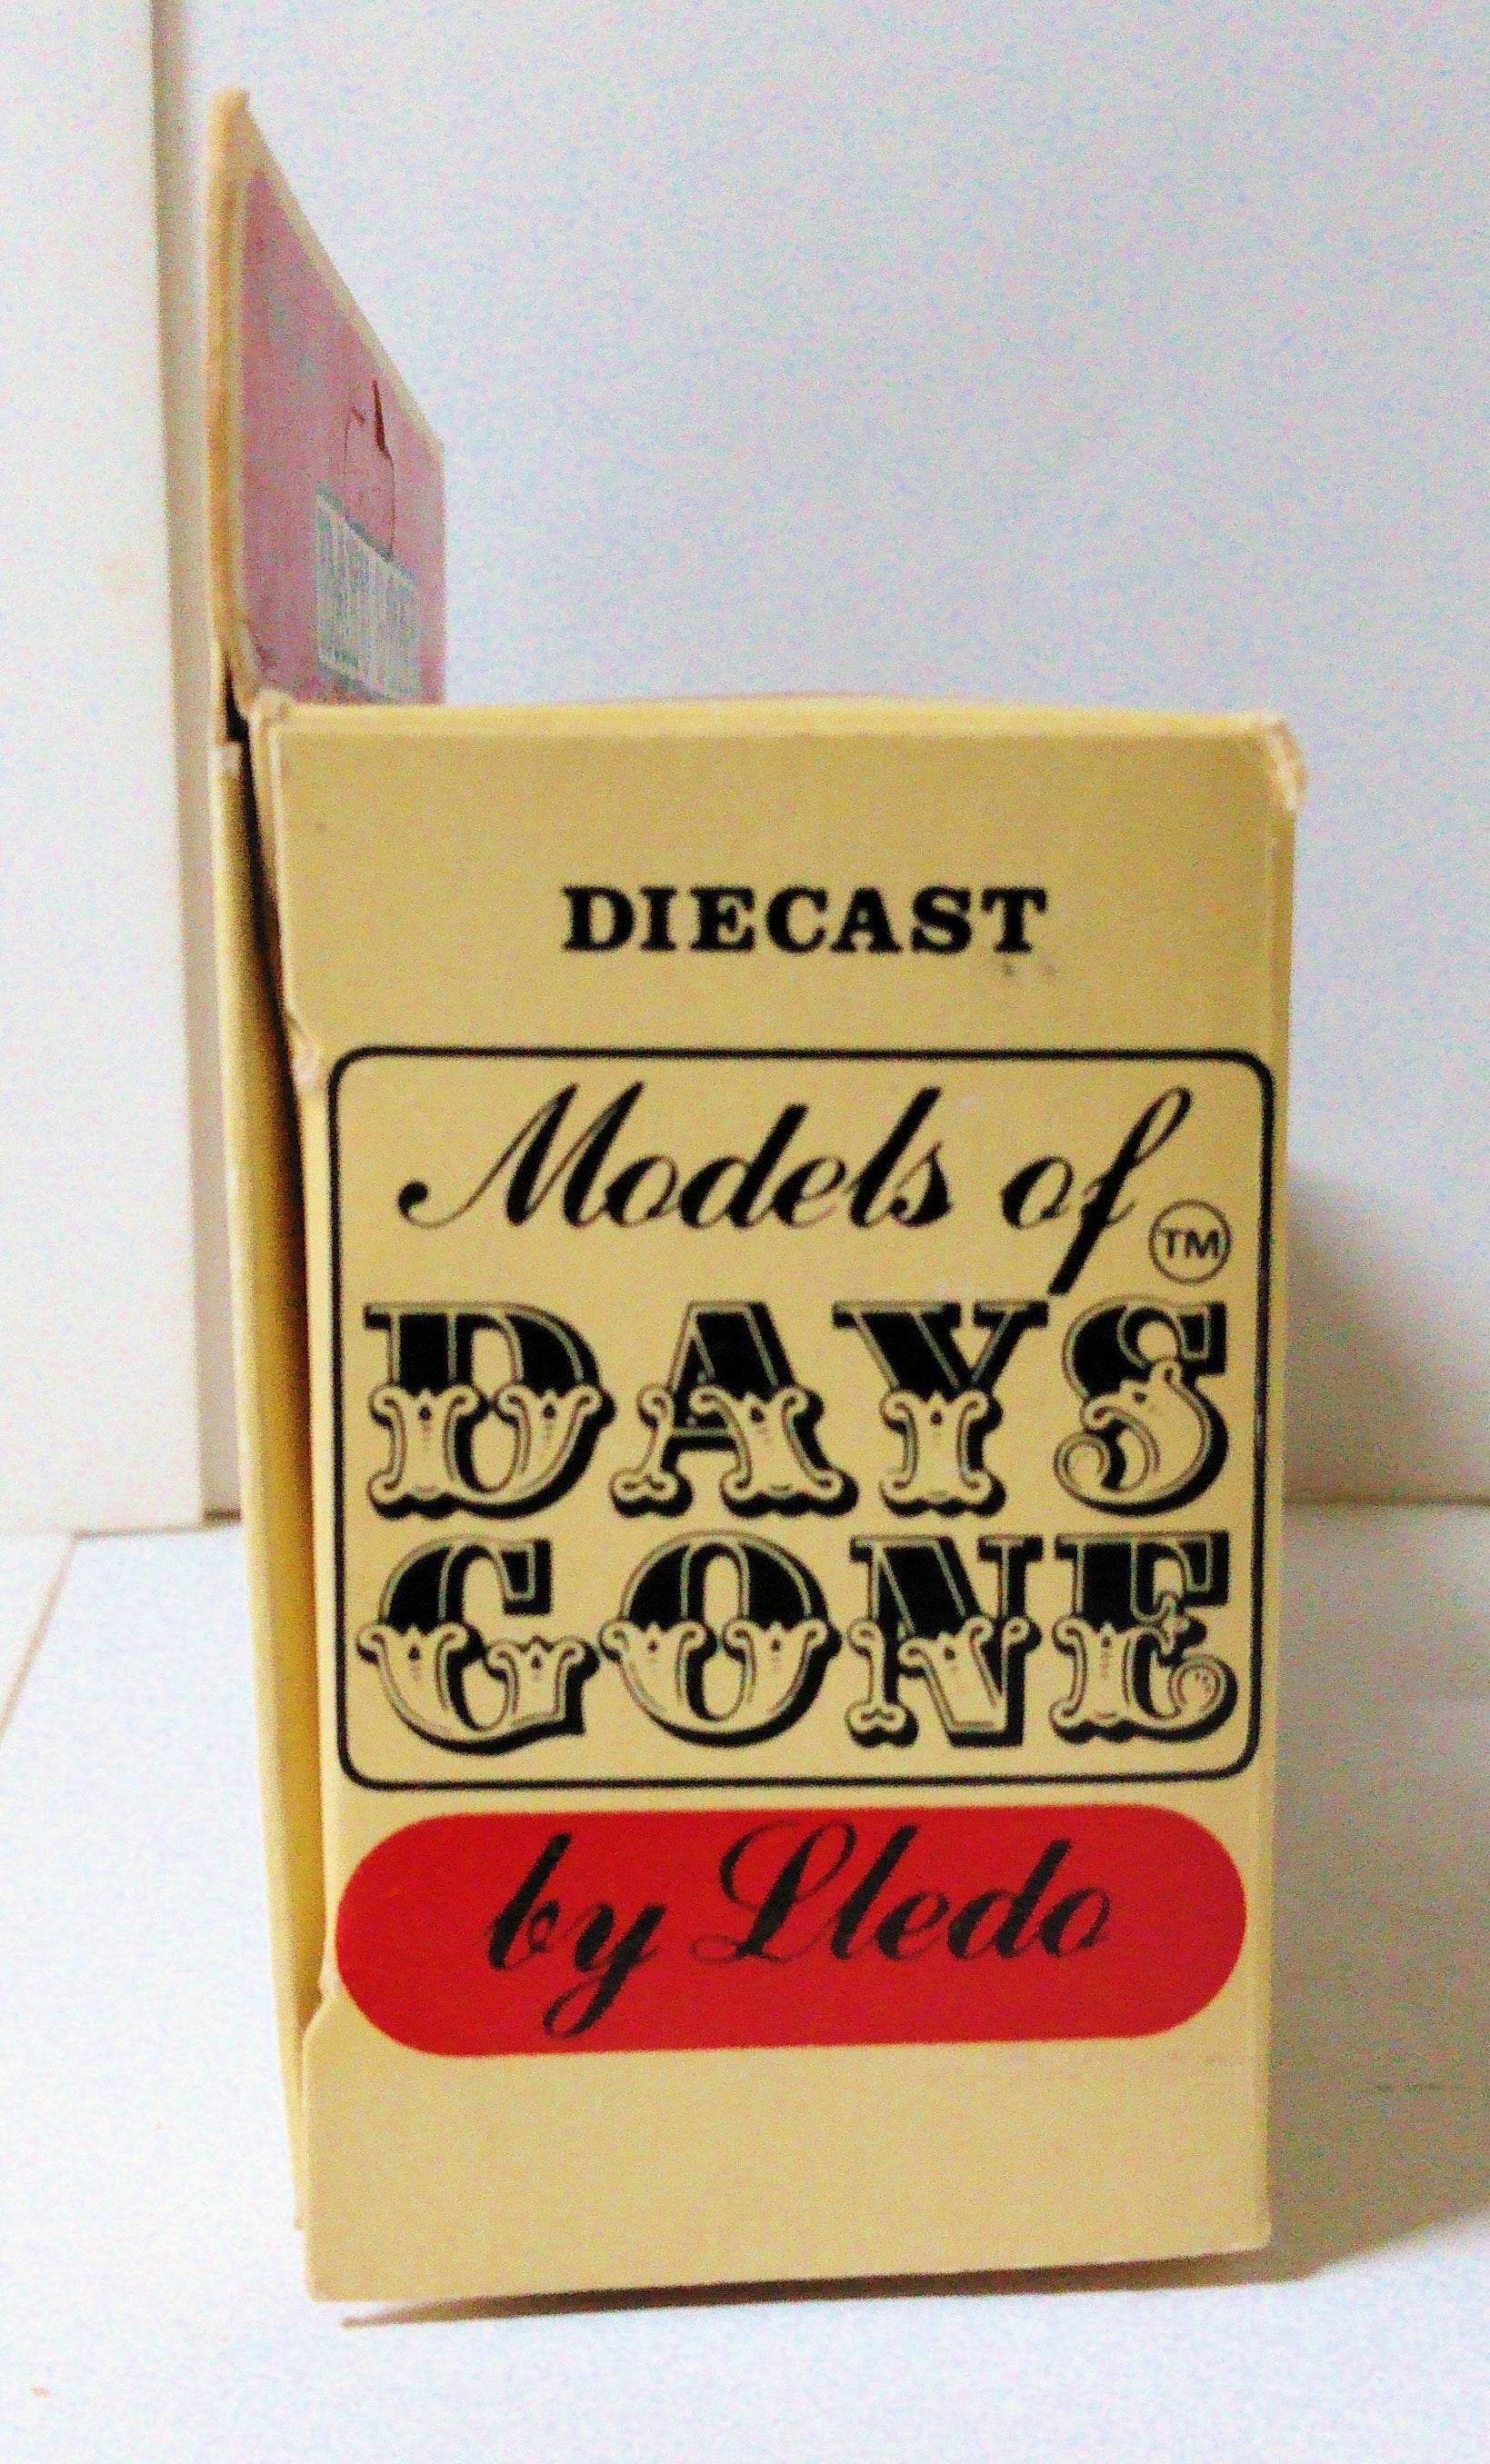 DIECAST
Models of
TM
DAYS
GONE
by Lledo